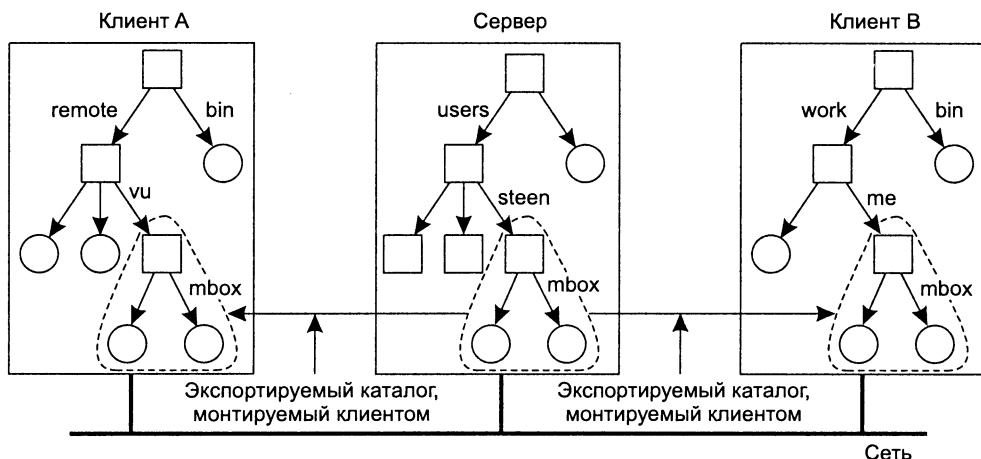 Клиент А
Сервер
Клиент В
remote
bin
users
work
bin
vu
steen
me
mbox
mbox
mbox
Экспортируемый каталог,
монтируемый клиентом
Экспортируемый каталог,
монтируемый клиентом
Сеть